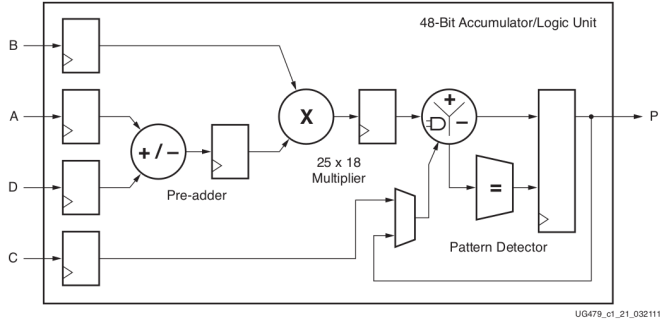 48-Bit Accumulator/Logic Unit
B
A
D
C
+ / −
Pre-adder
X
25 x 18
Multiplier
+
−
=
Pattern Detector
P
UG479_c1_21_032111